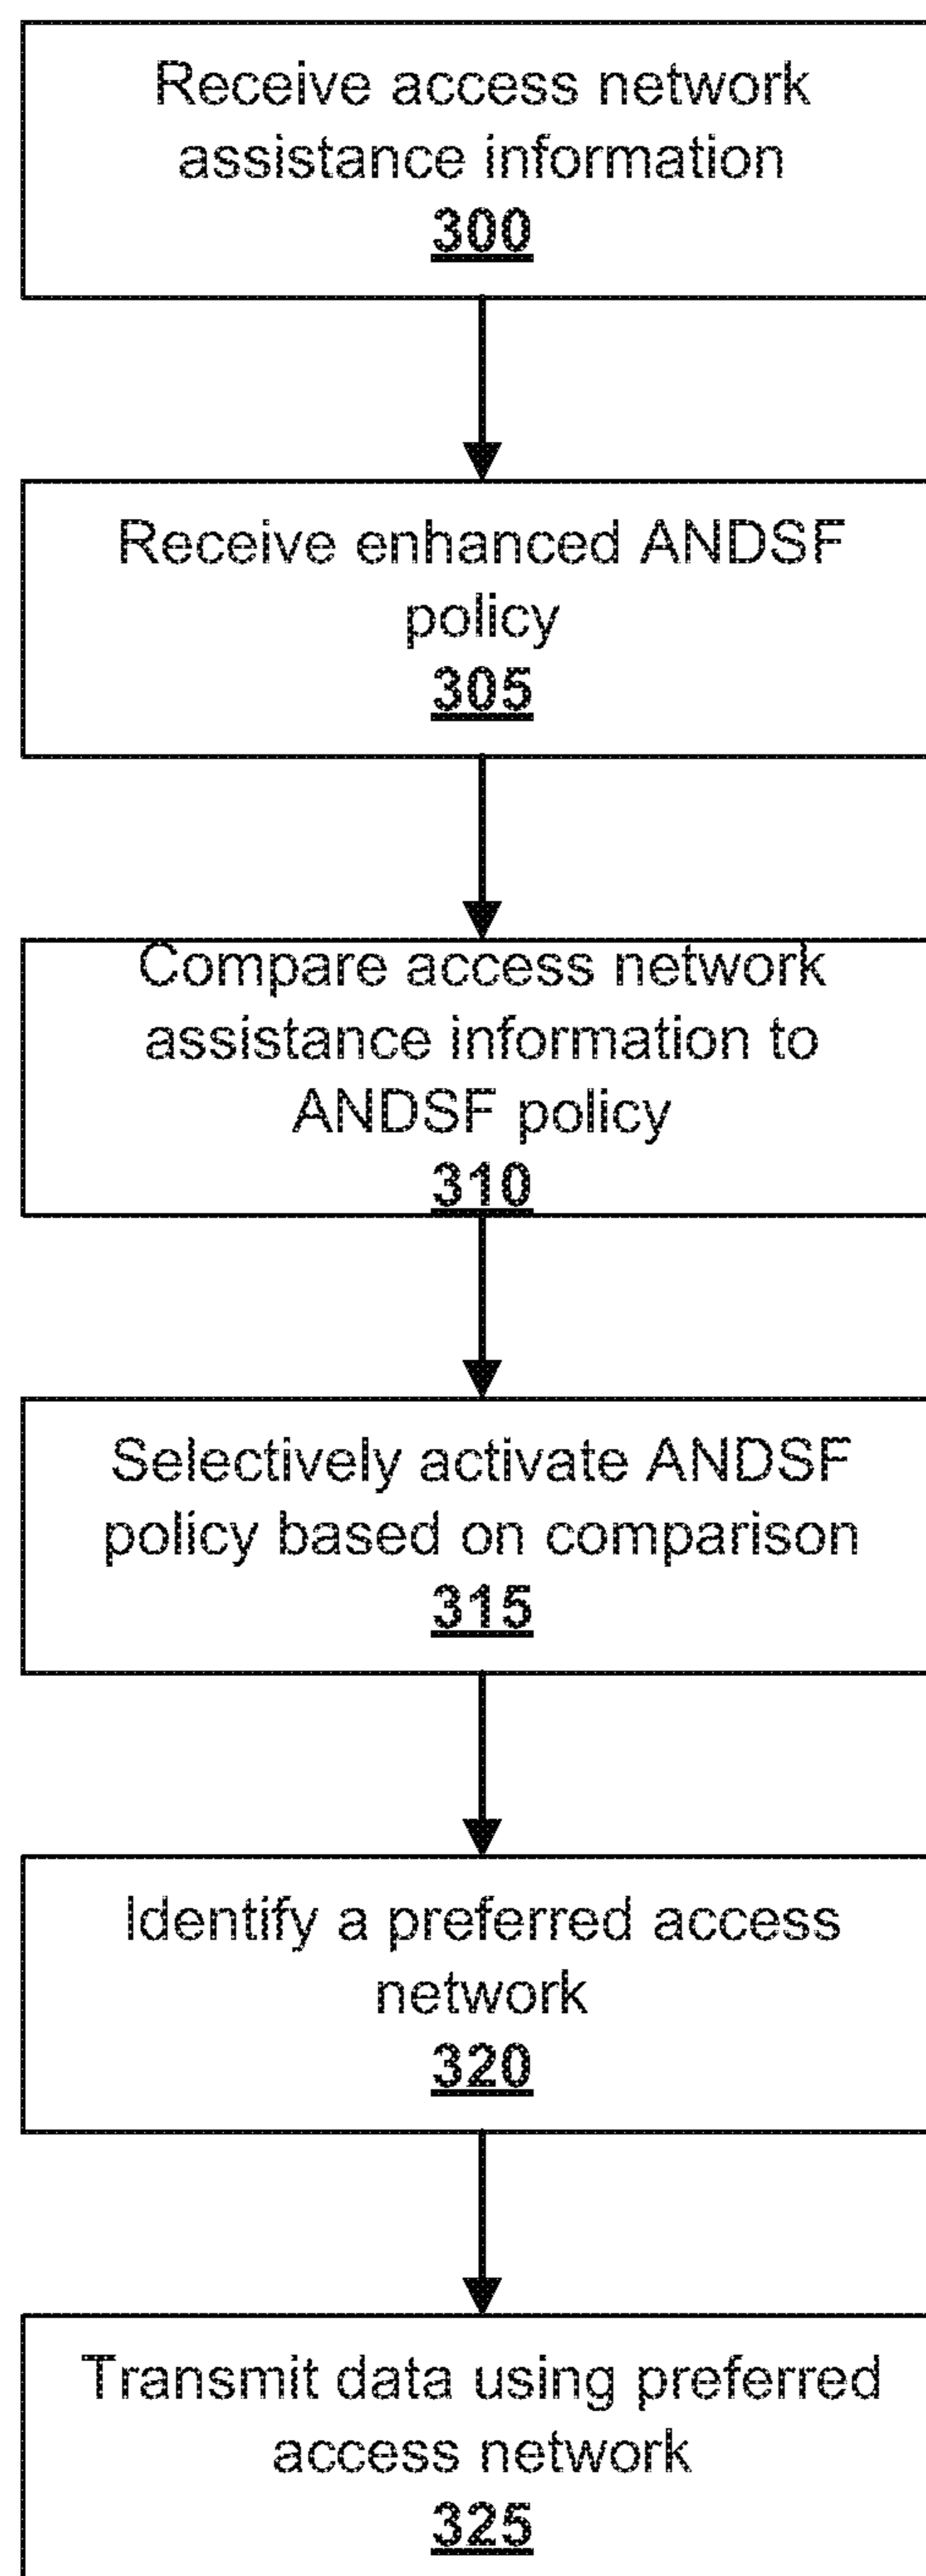 Receive access network
assistance information
300
Receive enhanced ANDSF
policy
305
Compare access network
assistance information to
ANDSF policy
310
Selectively activate ANDSF
policy based on comparison
315
Identify a preferred access
network
320
Transmit data using preferred
access network
325